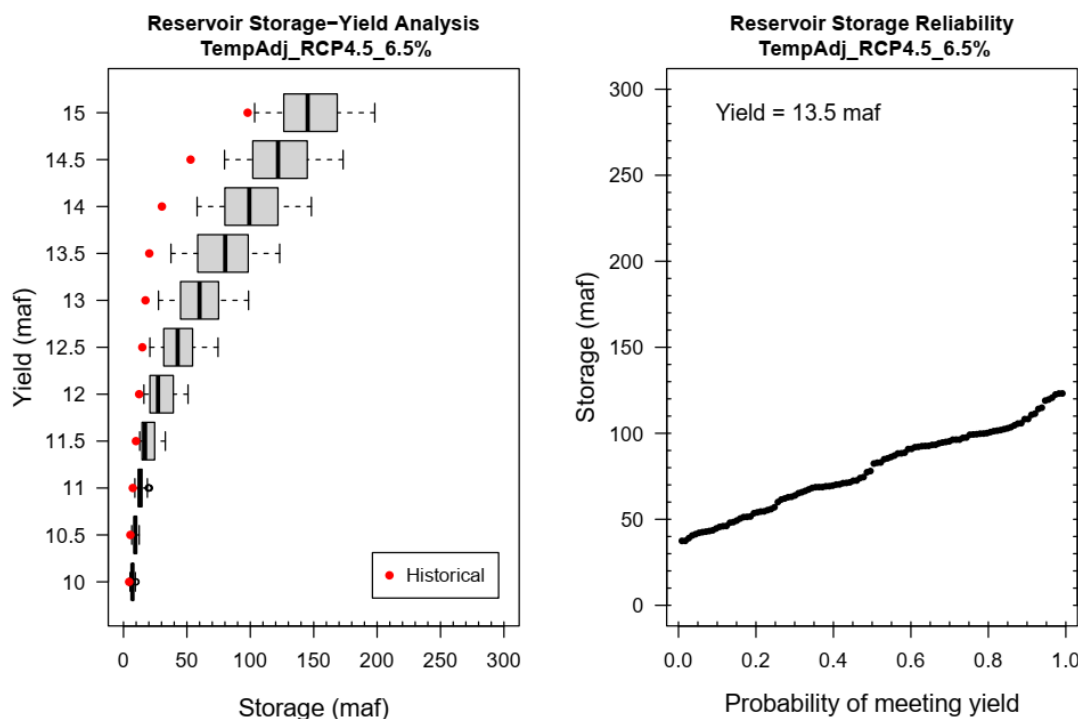 Reservoir Storage−Yield Analysis
TempAdj_RCP4.5_6.5%
15
14.5
14
13.5
13
12.5
12
11.5
11
10.5
10
Yield (maf)
Historical
0 50 100 150 200 250 300
Storage (maf)
Reservoir Storage Reliability
TempAdj_RCP4.5_6.5%
Yield = 13.5 maf
300
250
200
150
100
50
0
Storage (maf)
0.0 0.2 0.4 0.6 0.8 1.0
Probability of meeting yield